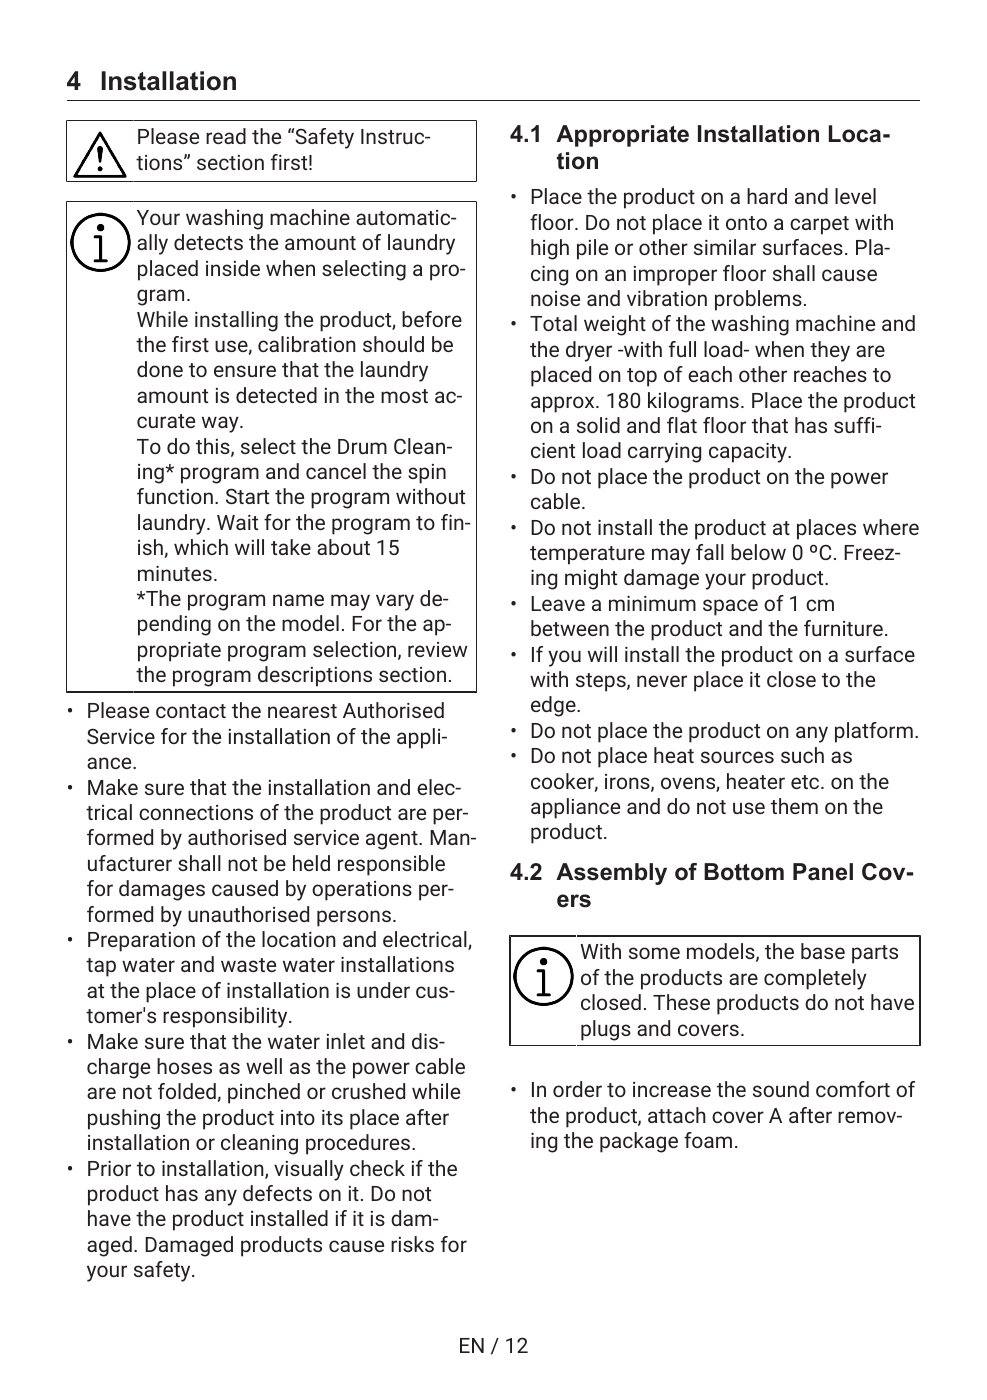 4 Installation
Please read the “Safety Instruc-
tions” section first!
Your washing machine automatic-
ally detects the amount of laundry
placed inside when selecting a pro-
gram.
While installing the product, before
the first use, calibration should be
done to ensure that the laundry
amount is detected in the most ac-
curate way.
To do this, select the Drum Clean-
ing* program and cancel the spin
function. Start the program without
laundry. Wait for the program to fin-
ish, which will take about 15
minutes.
*The program name may vary de-
pending on the model. For the ap-
propriate program selection, review
the program descriptions section.
• Please contact the nearest Authorised
Service for the installation of the appli-
ance.
• Make sure that the installation and elec-
trical connections of the product are per-
formed by authorised service agent. Man-
ufacturer shall not be held responsible
for damages caused by operations per-
formed by unauthorised persons.
• Preparation of the location and electrical,
tap water and waste water installations
at the place of installation is under cus-
tomer's responsibility.
• Make sure that the water inlet and dis-
charge hoses as well as the power cable
are not folded, pinched or crushed while
pushing the product into its place after
installation or cleaning procedures.
• Prior to installation, visually check if the
product has any defects on it. Do not
have the product installed if it is dam-
aged. Damaged products cause risks for
your safety.
4.1 Appropriate Installation Loca-
tion
• Place the product on a hard and level
floor. Do not place it onto a carpet with
high pile or other similar surfaces. Pla-
cing on an improper floor shall cause
noise and vibration problems.
• Total weight of the washing machine and
the dryer -with full load- when they are
placed on top of each other reaches to
approx. 180 kilograms. Place the product
on a solid and flat floor that has suffi-
cient load carrying capacity.
• Do not place the product on the power
cable.
• Do not install the product at places where
temperature may fall below 0 ºC. Freez-
ing might damage your product.
• Leave a minimum space of 1 cm
between the product and the furniture.
• If you will install the product on a surface
with steps, never place it close to the
edge.
• Do not place the product on any platform.
• Do not place heat sources such as
cooker, irons, ovens, heater etc. on the
appliance and do not use them on the
product.
4.2 Assembly of Bottom Panel Cov-
ers
With some models, the base parts
of the products are completely
closed. These products do not have
plugs and covers.
• In order to increase the sound comfort of
the product, attach cover A after remov-
ing the package foam.
EN / 12